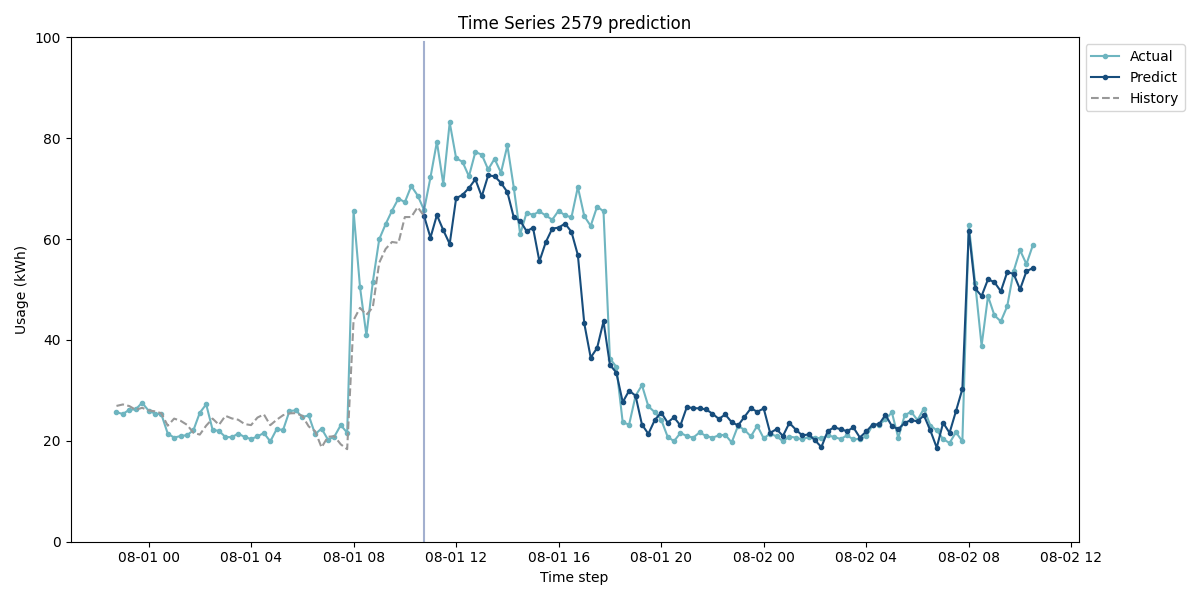 Time Series 2579 prediction
100
80
60
40
20
0
Usage (kWh)
08-01 00
08-01 04
08-01 08
08-01 12
08-01 16
08-01 20
08-02 00
08-02 04
08-02 08
08-02 12
Time step
Actual
Predict
History